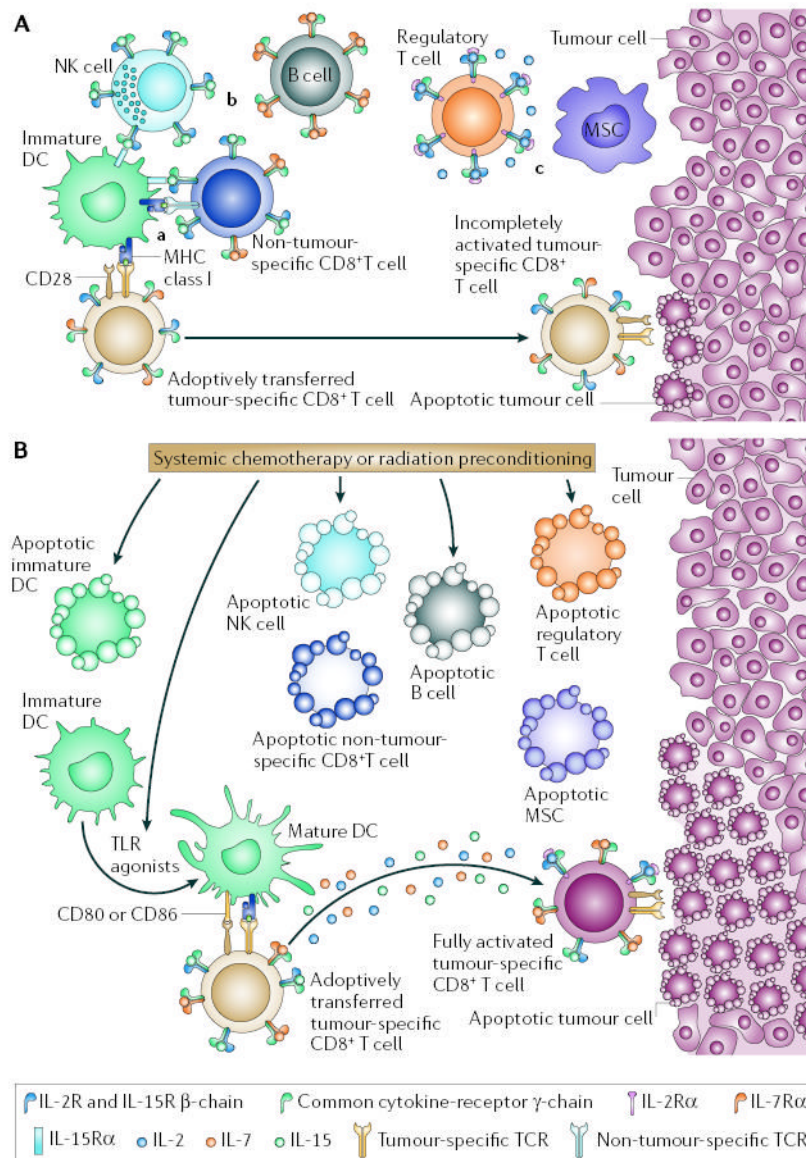 A
NK cell
b
B cell
Regulatory
T cell
Tumour cell
MSC
c
Immature
DC
a
MHC
class I
CD28
Non-tumour-
specific CD8+T cell
Incompletely
activated tumour-
specific CD8+
T cell
Adoptively transferred
tumour-specific CD8+ T cell
Apoptotic tumour cell
B
Systemic chemotherapy or radiation preconditioning
Tumour
cell
Apoptotic
immature
DC
Apoptotic
NK cell
Apoptotic
B cell
Apoptotic
regulatory
T cell
Immature
DC
Apoptotic non-tumour-
specific CD8+T cell
Apoptotic
MSC
TLR
agonists
Mature DC
CD80 or CD86
Adoptively
transferred
tumour-specific
CD8+ T cell
Fully activated
tumour-specific
CD8+ T cell
Apoptotic tumour cell
IL-2R and IL-15R β-chain Common cytokine-receptor γ-chain IL-2Rα IL-7Rα
IL-15Rα IL-2 IL-7 IL-15 Tumour-specific TCR Non-tumour-specific TCR